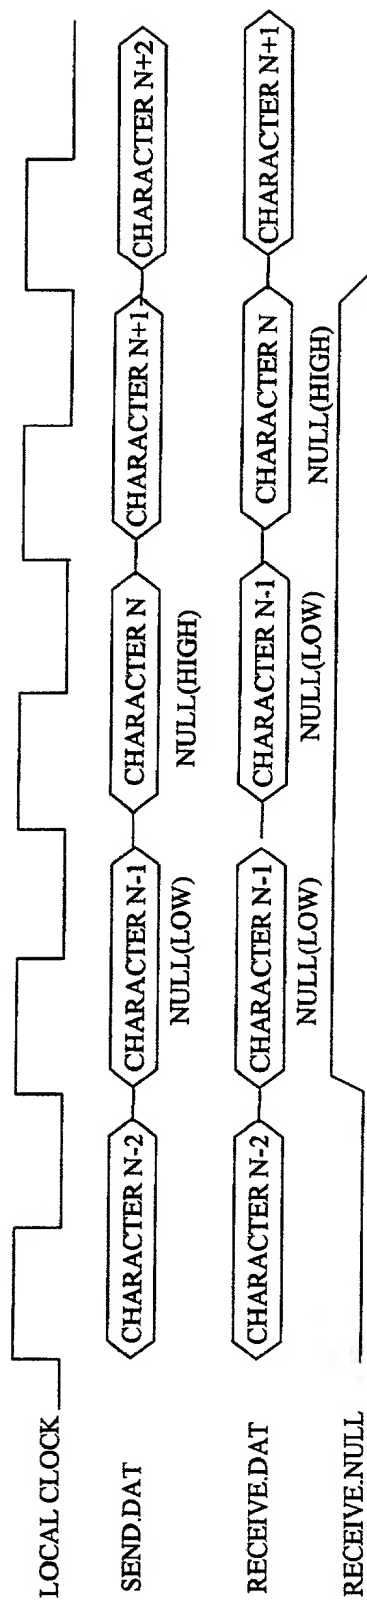 LOCAL CLOCK
SEND.DAT
CHARACTER N-2
CHARACTER N-1
CHARACTER N
CHARACTER N+1
CHARACTER N+2
NULL(LOW)
NULL(HIGH)
RECEIVE.DAT
CHARACTER N-2
CHARACTER N-1
CHARACTER N-1
CHARACTER N
CHARACTER N+1
NULL(LOW)
NULL(LOW)
NULL(HIGH)
RECEIVE.NULL